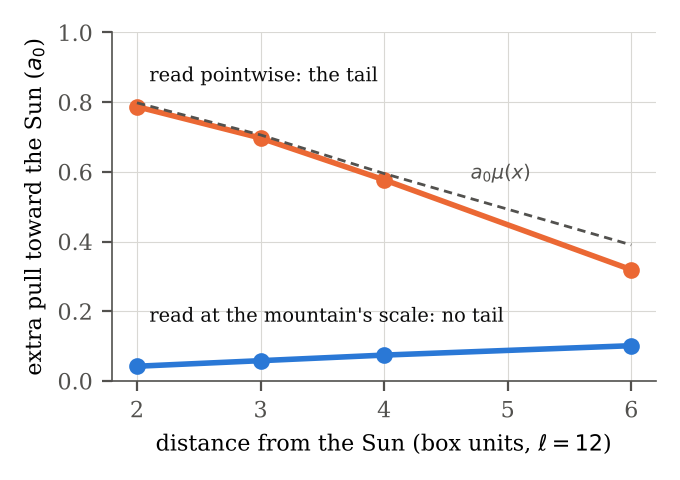 1.0
0.8
0.6
0.4
0.2
0.0
extra pull toward the Sun (a₀)
read pointwise: the tail
a₀μ(x)
read at the mountain's scale: no tail
2 3 4 5 6
distance from the Sun (box units, ℓ = 12)